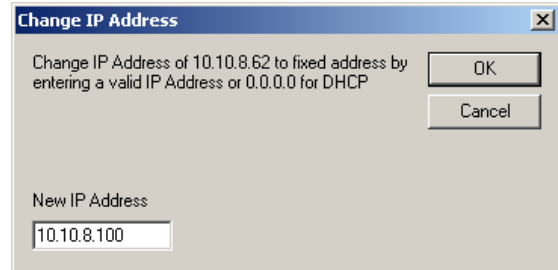 Change IP Address
Change IP Address of 10.10.8.62 to fixed address by
entering a valid IP Address or 0.0.0.0 for DHCP
OK
Cancel
New IP Address
10.10.8.100